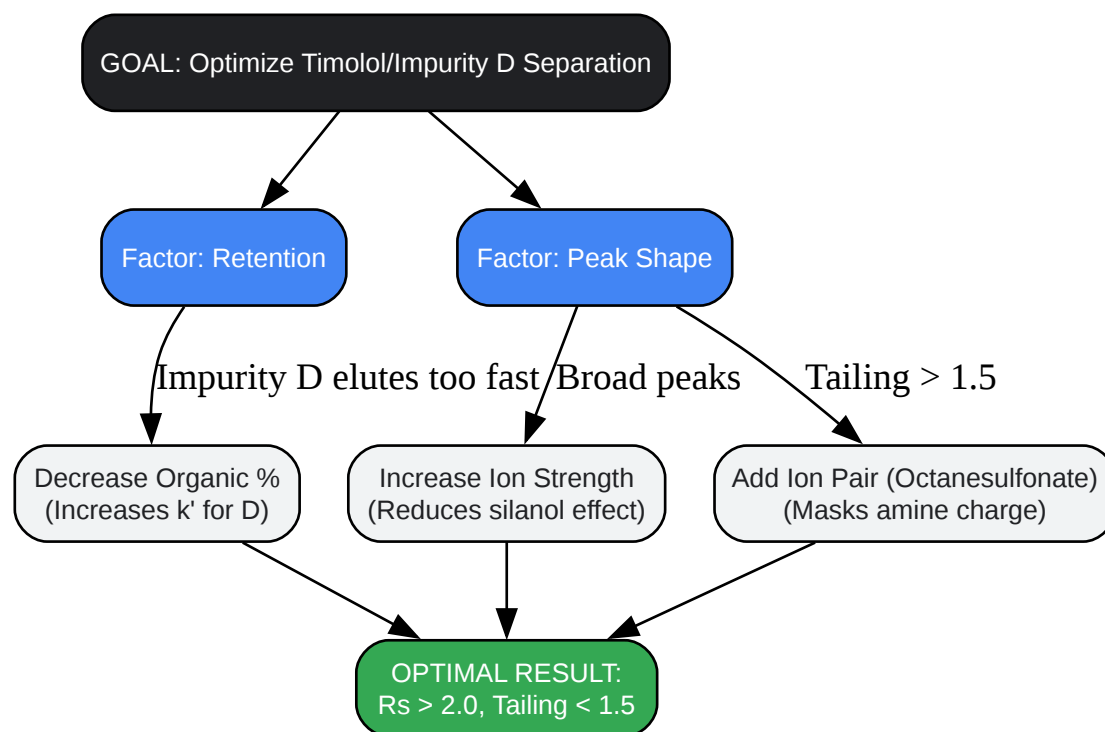 GOAL: Optimize Timolol/Impurity D Separation
Factor: Retention
Factor: Peak Shape
Impurity D elutes too fast
Broad peaks
Tailing > 1.5
Decrease Organic %
(Increases k' for D)
Increase Ion Strength
(Reduces silanol effect)
Add Ion Pair (Octanesulfonate)
(Masks amine charge)
OPTIMAL RESULT:
Rs > 2.0, Tailing < 1.5